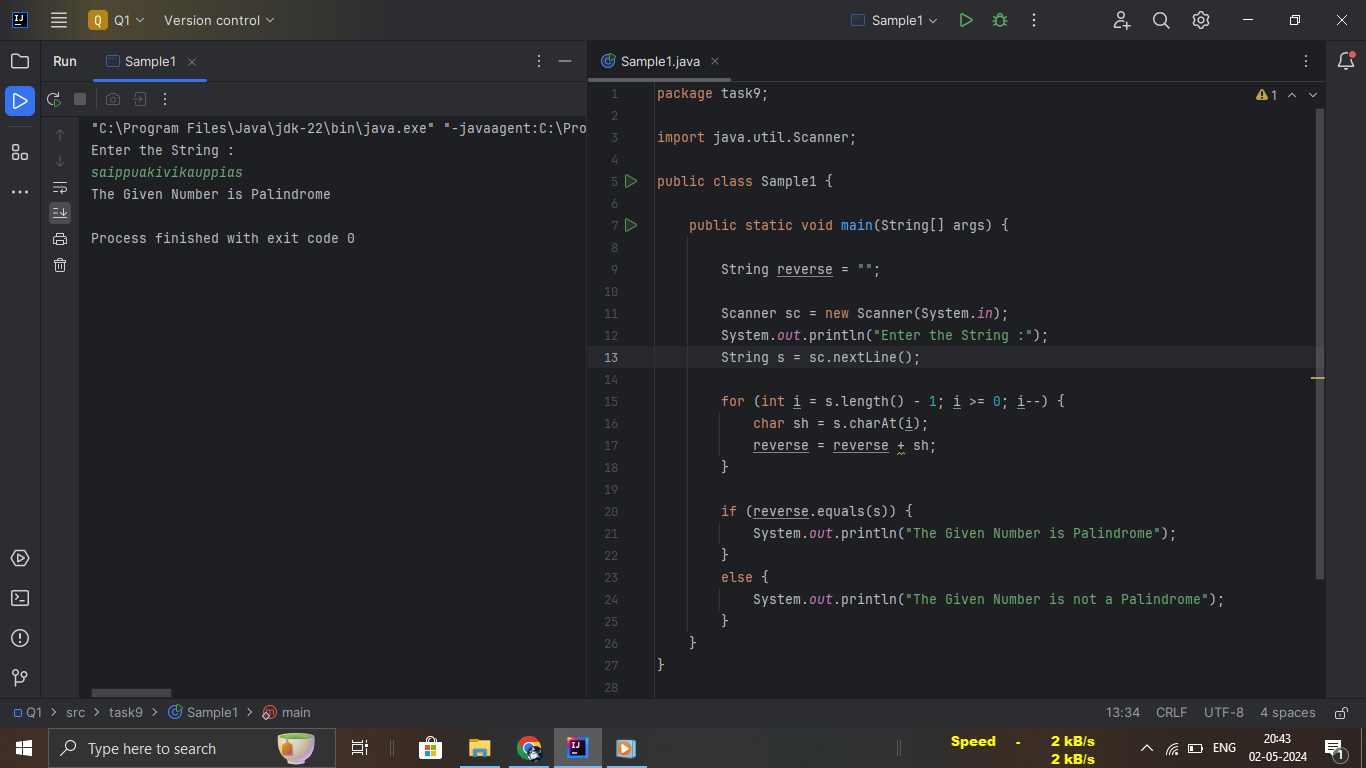 Q Q1 Version control Sample1
Run Sample1 Sample1.java
"C:\Program Files\Java\jdk-22\bin\java.exe" "-javaagent:C:\Pro
Enter the String :
saippuakivikauppias
The Given Number is Palindrome
Process finished with exit code 0
1 package task9;
2
3 import java.util.Scanner;
4
5 public class Sample1 {
6
7 public static void main(String[] args) {
8
9 String reverse = "";
10
11 Scanner sc = new Scanner(System.in);
12 System.out.println("Enter the String :");
13 String s = sc.nextLine();
14
15 for (int i = s.length() - 1; i >= 0; i--) {
16 char sh = s.charAt(i);
17 reverse = reverse + sh;
18 }
19
20 if (reverse.equals(s)) {
21 System.out.println("The Given Number is Palindrome");
22 }
23 else {
24 System.out.println("The Given Number is not a Palindrome");
25 }
26 }
27 }
28
1
Q1 > src > task9 > Sample1 > main 13:34 CRLF UTF-8 4 spaces
Type here to search
Speed - 2 kB/s
2 kB/s
ENG
20:43
02-05-2024
1